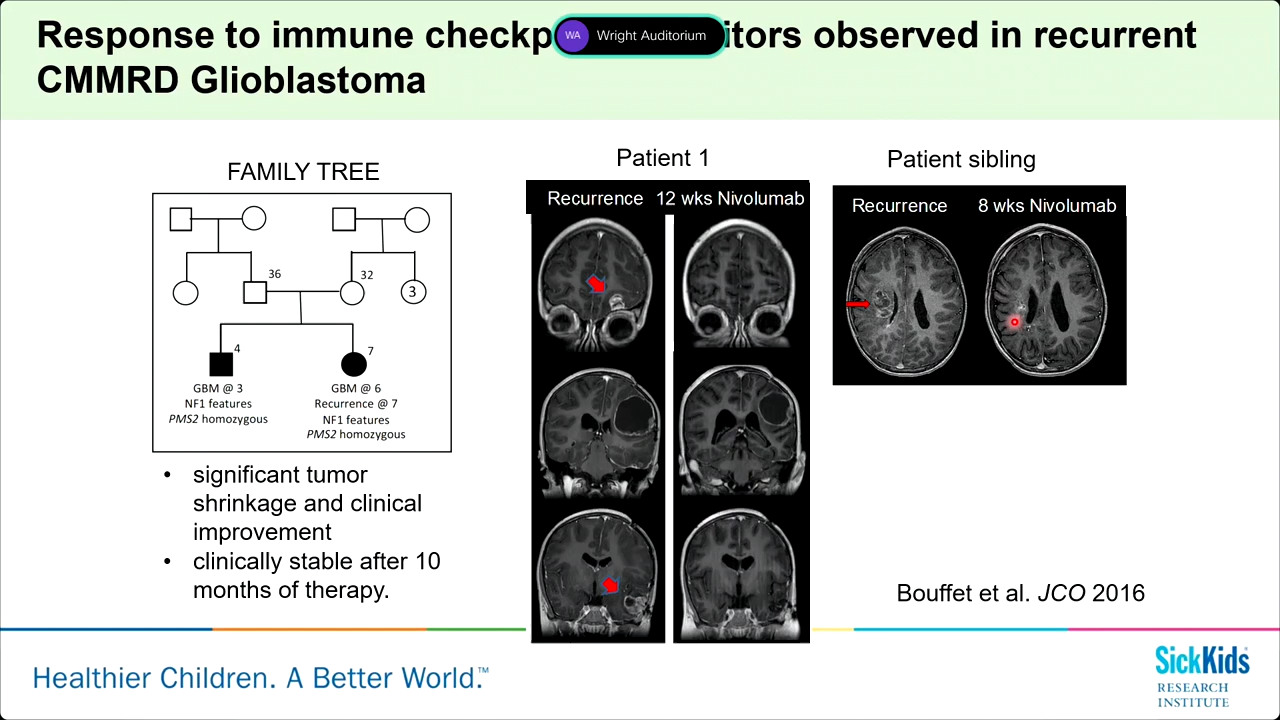 Response to immune checkp itors observed in recurrent
WA Wright Auditorium
CMMRD Glioblastoma
FAMILY TREE
36
32
3
4
7
GBM @ 3
NF1 features
PMS2 homozygous
GBM @ 6
Recurrence @ 7
NF1 features
PMS2 homozygous
• significant tumor
shrinkage and clinical
improvement
• clinically stable after 10
months of therapy.
Patient 1
Recurrence 12 wks Nivolumab
Patient sibling
Recurrence 8 wks Nivolumab
Bouffet et al. JCO 2016
Healthier Children. A Better World.™
SickKids
RESEARCH
INSTITUTE